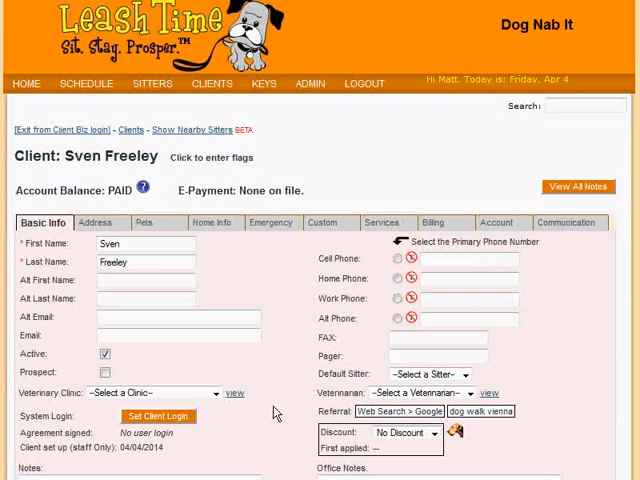 LeashTime
Sit. Stay. Prosper.™
Dog Nab It
HOME SCHEDULE SITTERS CLIENTS KEYS ADMIN LOGOUT
Hi Matt. Today is: Friday, Apr 4
Search:
[Exit from Client Biz login] - Clients - Show Nearby Sitters BETA
Client: Sven Freeley Click to enter flags
Account Balance: PAID ? E-Payment: None on file.
View All Notes
Basic Info Address Pets Home Info Emergency Custom Services Billing Account Communication
* First Name: Sven
* Last Name: Freeley
Alt First Name:
Alt Last Name:
Alt Email:
Email:
Active:
Prospect:
Veterinary Clinic: --Select a Clinic-- view
System Login: Set Client Login
Agreement signed: No user login
Client set up (staff Only): 04/04/2014
Notes:
Select the Primary Phone Number
Cell Phone:
Home Phone:
Work Phone:
Alt Phone:
FAX:
Pager:
Default Sitter: --Select a Sitter--
Veterinarian: --Select a Veterinarian-- view
Referral: Web Search > Google dog walk vienna
Discount: No Discount
First applied: --
Office Notes.